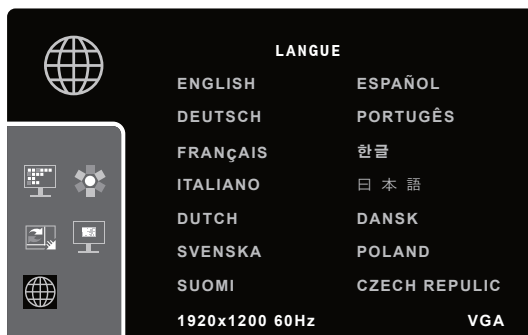 LANGUE
ENGLISH ESPAÑOL
DEUTSCH PORTUGÊS
FRANçAIS 한글
ITALIANO 日本語
DUTCH DANSK
SVENSKA POLAND
SUOMI CZECH REPULIC
1920x1200 60Hz VGA